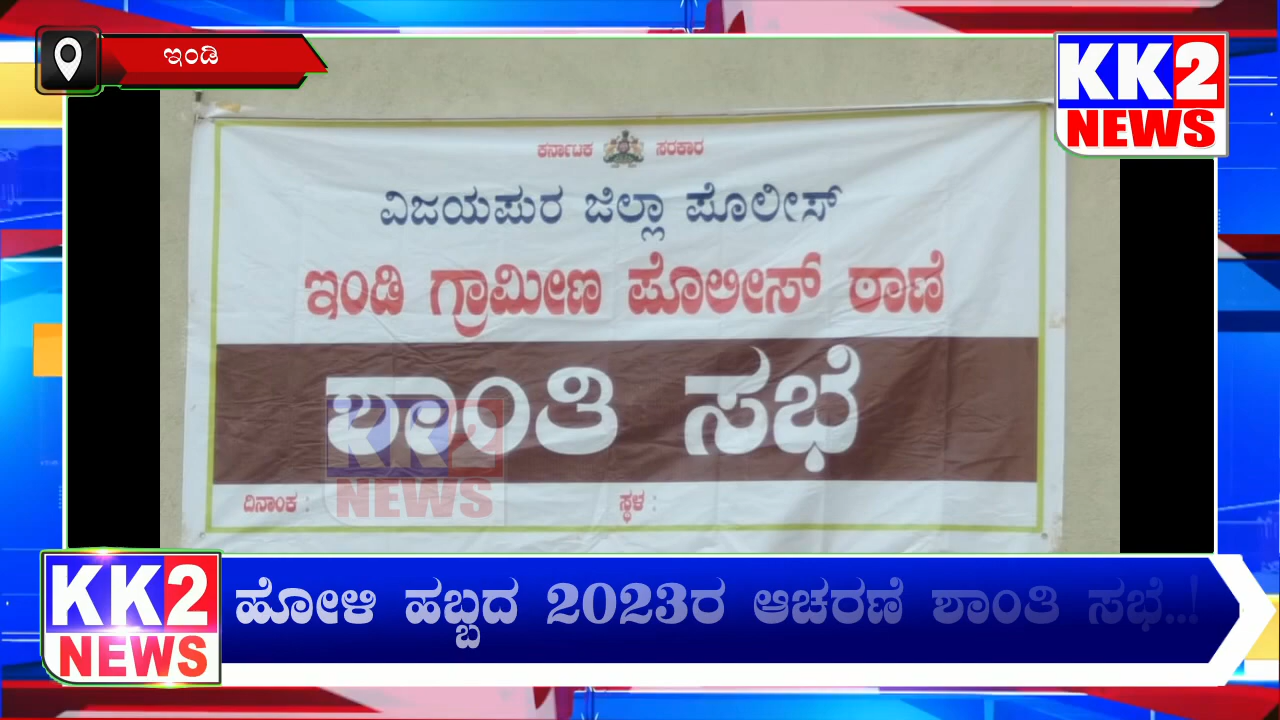 ಇಂಡಿ
KK2
NEWS
ಕರ್ನಾಟಕ ಸರಕಾರ
ವಿಜಯಪುರ ಜಿಲ್ಲಾ ಪೊಲೀಸ್
ಇಂಡಿ ಗ್ರಾಮೀಣ ಪೊಲೀಸ್ ಠಾಣೆ
ಶಾಂತಿ ಸಭೆ
KK2
NEWS
ದಿನಾಂಕ : ಸ್ಥಳ :
KK2
NEWS
ಹೋಳಿ ಹಬ್ಬದ 2023ರ ಆಚರಣೆ ಶಾಂತಿ ಸಭೆ..!